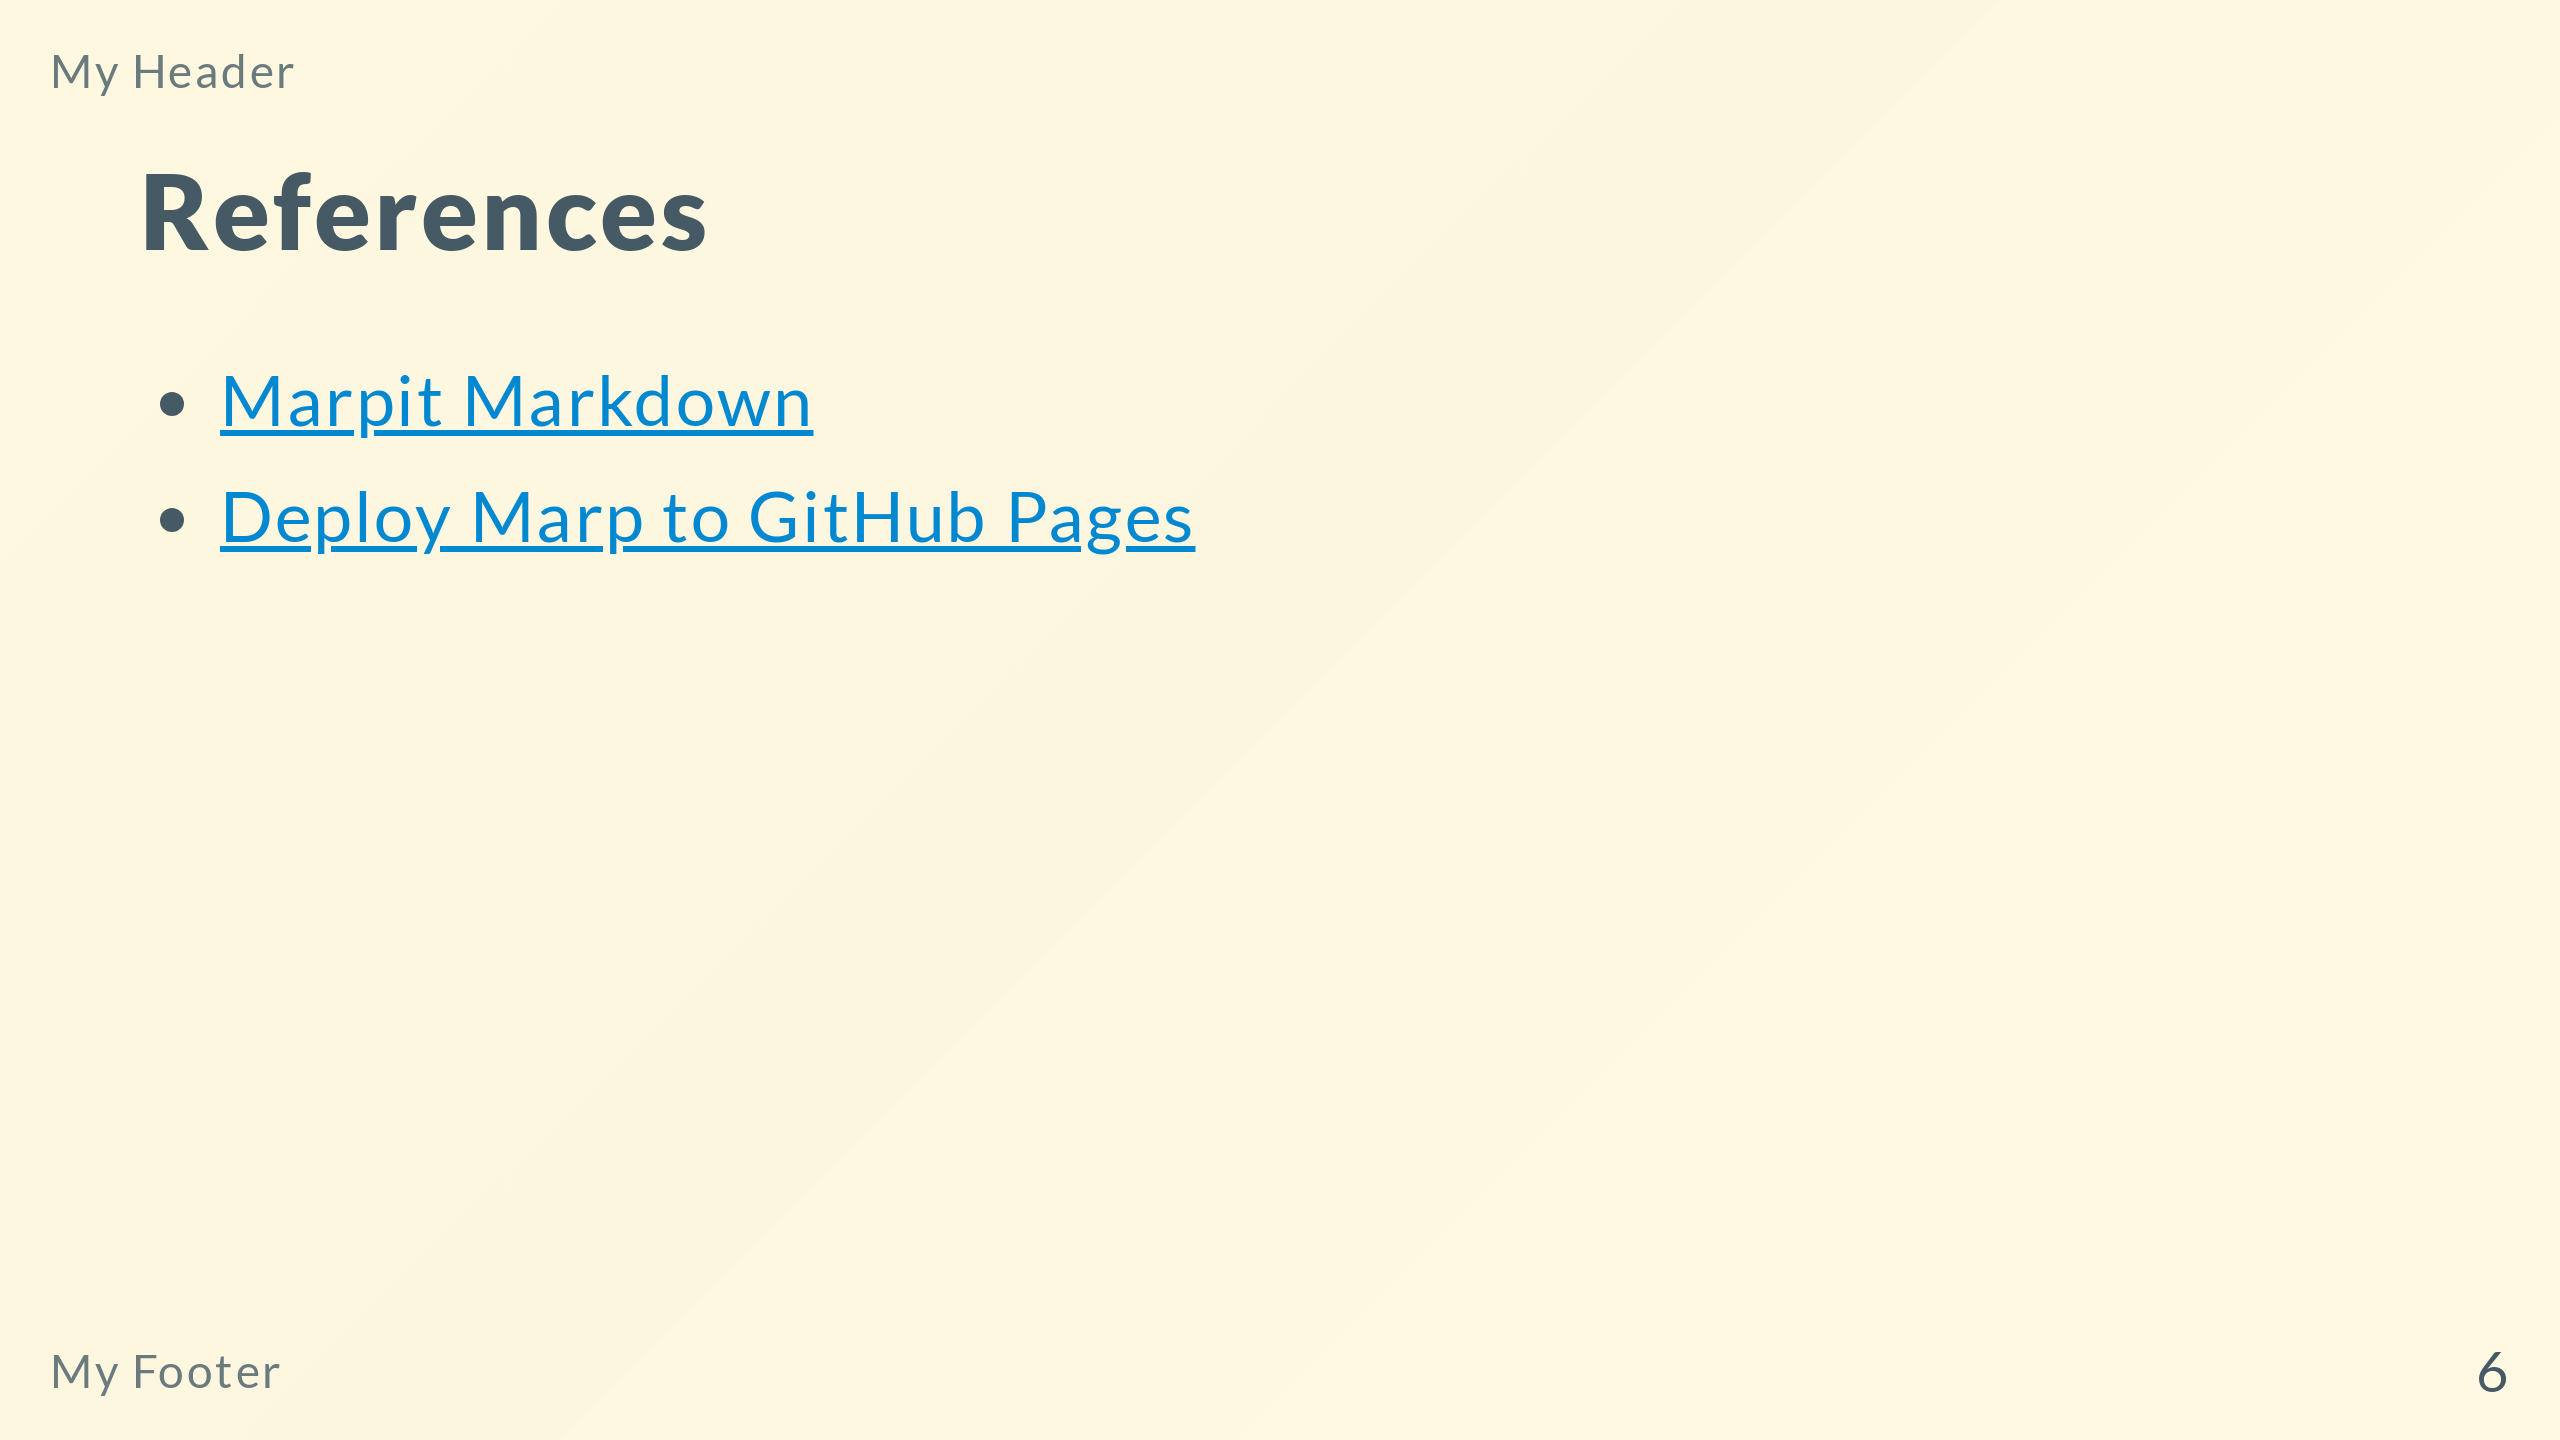 My Header
References
Marpit Markdown
Deploy Marp to GitHub Pages
My Footer
6